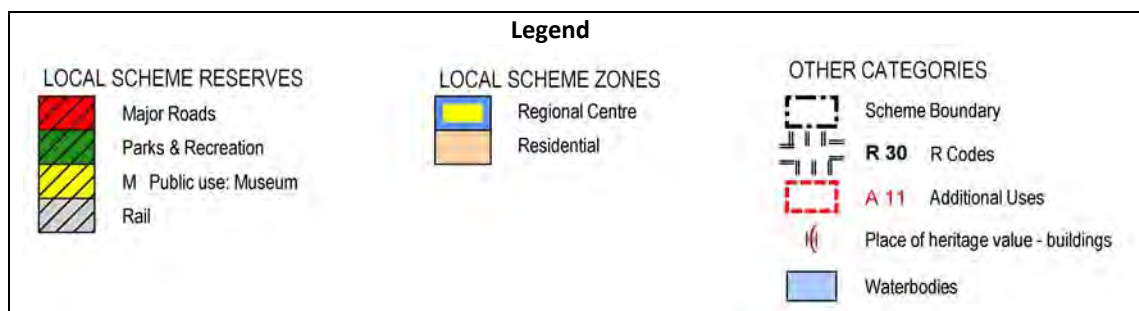 Legend
LOCAL SCHEME RESERVES
Major Roads
Parks & Recreation
M Public use: Museum
Rail
LOCAL SCHEME ZONES
Regional Centre
Residential
OTHER CATEGORIES
Scheme Boundary
R 30 R Codes
A 11 Additional Uses
Place of heritage value - buildings
Waterbodies